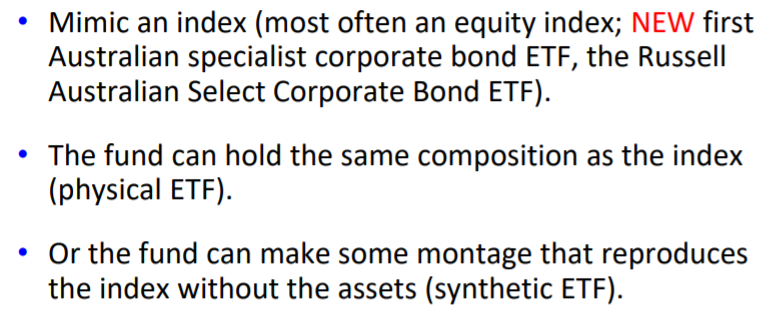 • Mimic an index (most often an equity index; NEW first
Australian specialist corporate bond ETF, the Russell
Australian Select Corporate Bond ETF).
• The fund can hold the same composition as the index
(physical ETF).
• Or the fund can make some montage that reproduces
the index without the assets (synthetic ETF).